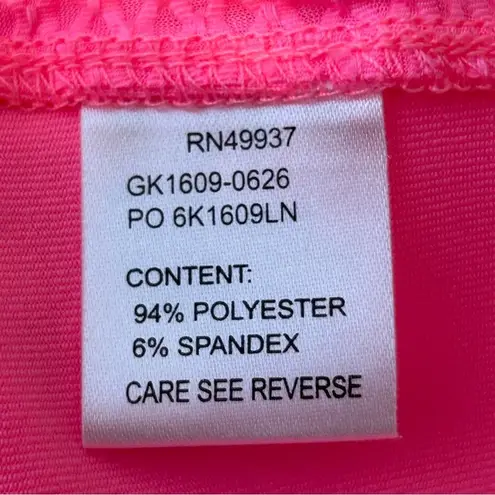 RN49937
GK1609-0626
PO 6K1609LN
CONTENT:
94% POLYESTER
6% SPANDEX
CARE SEE REVERSE